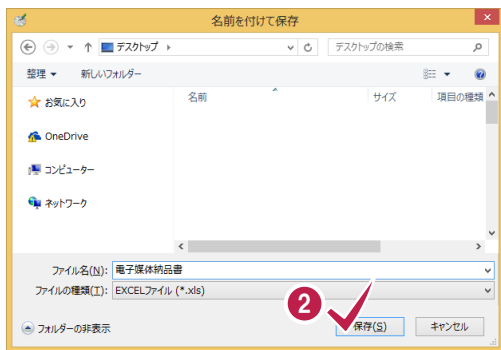 名前を付けて保存
デスクトップ
デスクトップの検索
整理 新しいフォルダー
名前 サイズ 項目の種類
お気に入り
OneDrive
コンピューター
ネットワーク
ファイル名(N): 電子媒体納品書
ファイルの種類(T): EXCELファイル (*.xls)
2
フォルダーの非表示 保存(S) キャンセル